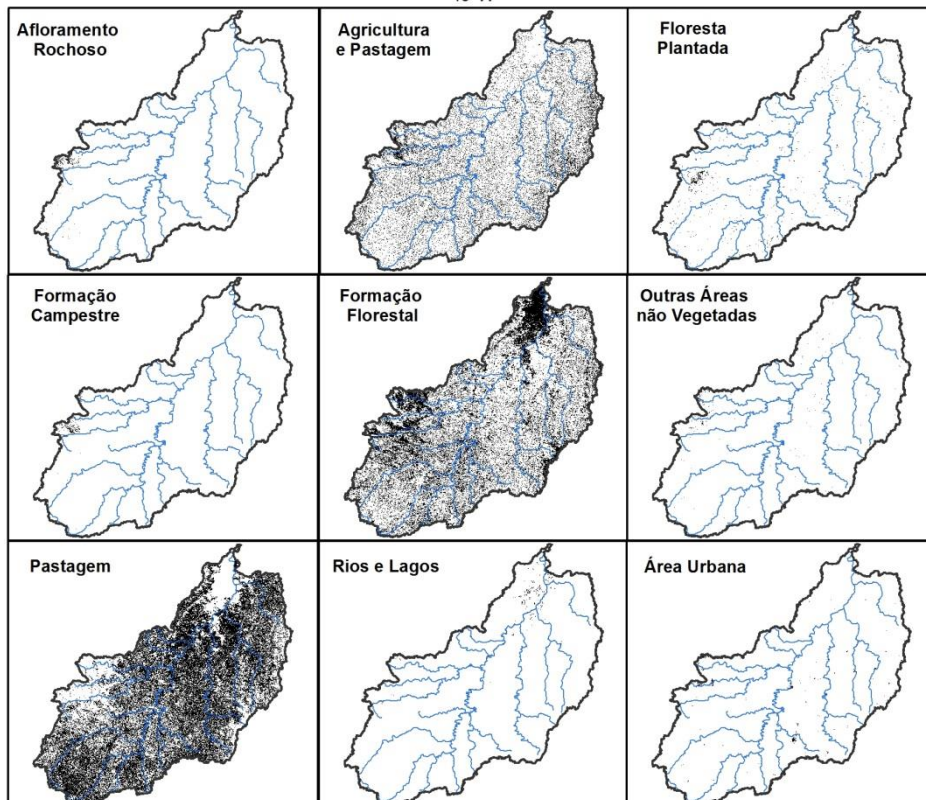 Afloramento
Rochoso
Agricultura
e Pastagem
Floresta
Plantada
Formação
Campestre
Formação
Florestal
Outras Áreas
não Vegetadas
Pastagem
Rios e Lagos
Área Urbana